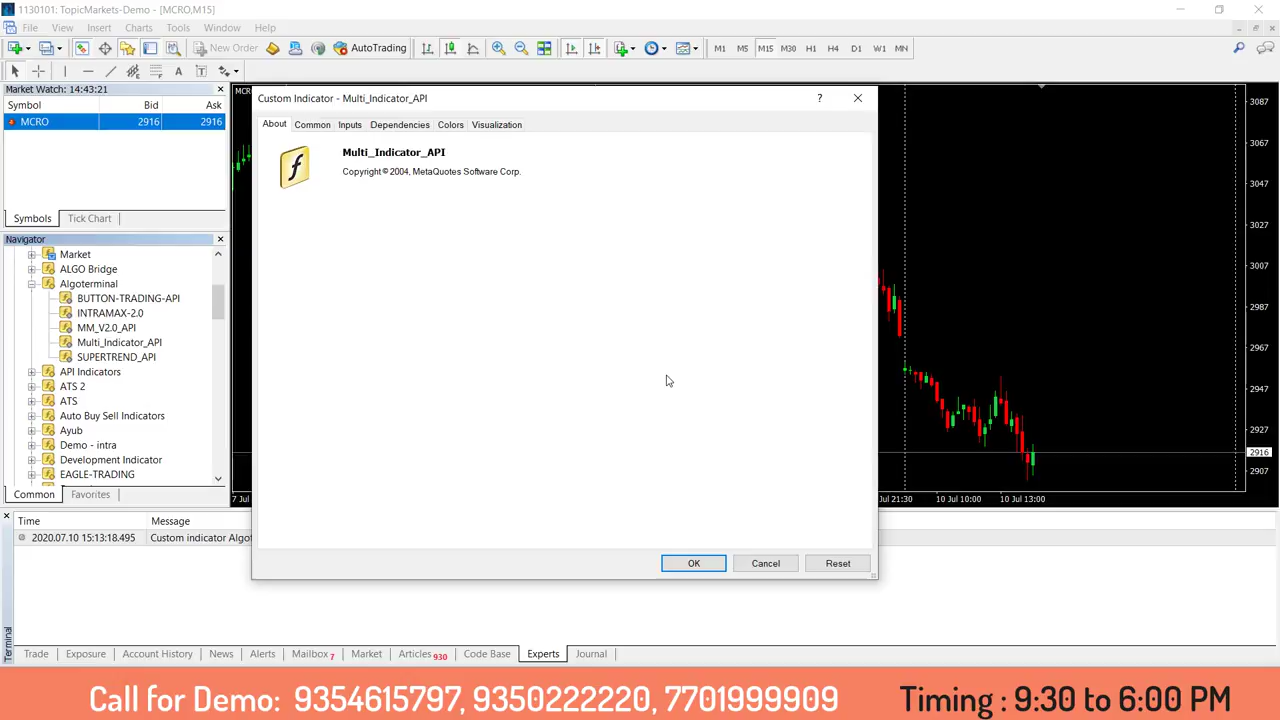 1130101: TopicMarkets-Demo - [MCRO,M15]
File View Insert Charts Tools Window Help
New Order AutoTrading M1 M5 M15 M30 H1 H4 D1 W1 MN
A T
Market Watch: 14:43:21
Symbol Bid Ask
MCRO 2916 2916
Symbols Tick Chart
Navigator
Market
ALGO Bridge
Algoterminal
BUTTON-TRADING-API
INTRAMAX-2.0
MM_V2.0_API
Multi_Indicator_API
SUPERTREND_API
API Indicators
ATS 2
ATS
Auto Buy Sell Indicators
Ayub
Demo - intra
Development Indicator
EAGLE-TRADING
Common Favorites
MCR
Custom Indicator - Multi_Indicator_API ?
About Common Inputs Dependencies Colors Visualization
f
Multi_Indicator_API
Copyright © 2004, MetaQuotes Software Corp.
OK Cancel Reset
3087
3067
3047
3027
3007
2987
2967
2947
2927
2916
2907
7 Jul
Jul 21:30 10 Jul 10:00 10 Jul 13:00
Time Message
2020.07.10 15:13:18.495 Custom indicator Algot
Terminal
Trade Exposure Account History News Alerts Mailbox 7 Market Articles 930 Code Base Experts Journal
Call for Demo: 9354615797, 9350222220, 7701999909 Timing : 9:30 to 6:00 PM